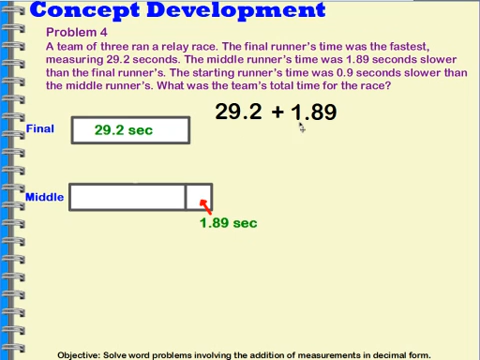 Concept Development
Problem 4
A team of three ran a relay race. The final runner's time was the fastest,
measuring 29.2 seconds. The middle runner's time was 1.89 seconds slower
than the final runner's. The starting runner's time was 0.9 seconds slower than
the middle runner's. What was the team's total time for the race?
29.2 + 1.89
Final
29.2 sec
Middle
1.89 sec
Objective: Solve word problems involving the addition of measurements in decimal form.